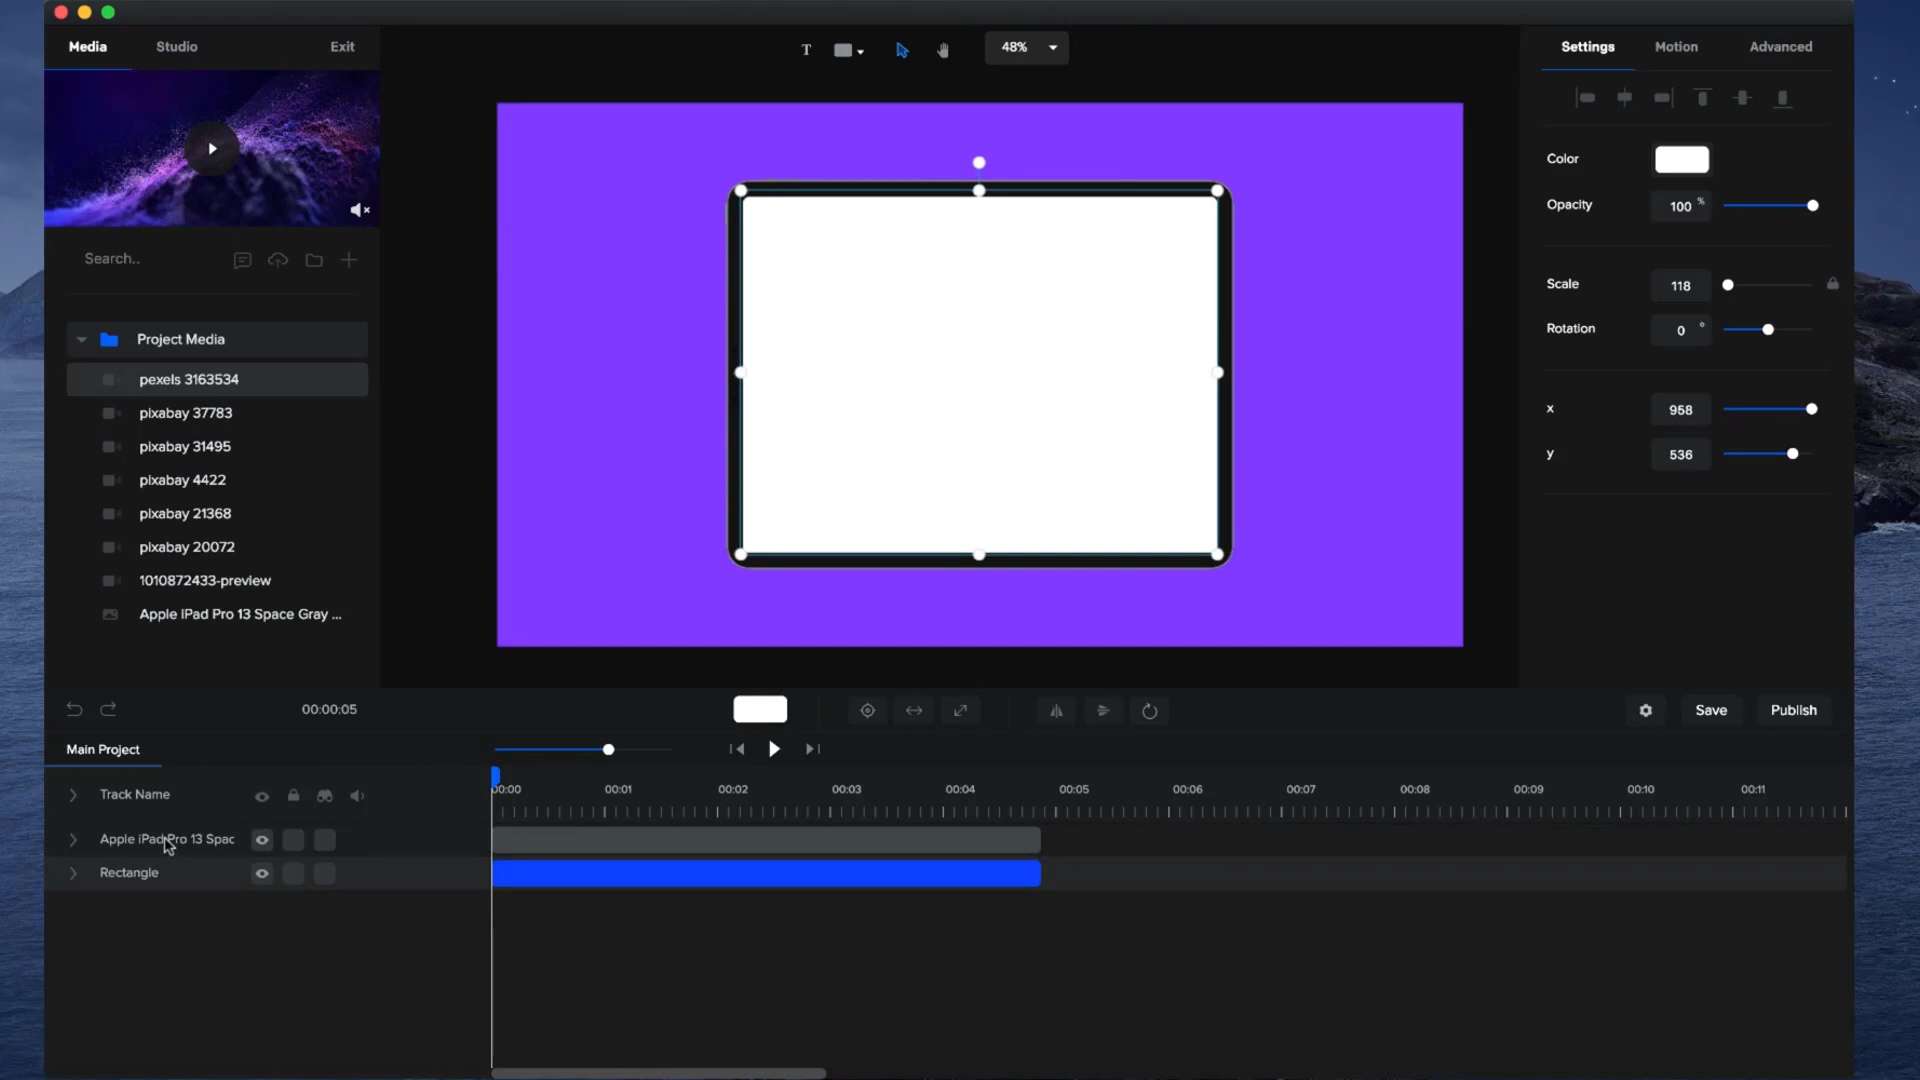 Media Studio Exit
T 48%
Settings Motion Advanced
Color
Opacity 100 %
Scale 118
Rotation 0 °
x 958
y 536
Search..
Project Media
pexels 3163534
pixabay 37783
pixabay 31495
pixabay 4422
pixabay 21368
pixabay 20072
1010872433-preview
Apple iPad Pro 13 Space Gray ...
00:00:05
Save Publish
Main Project
Track Name
00:00 00:01 00:02 00:03 00:04 00:05 00:06 00:07 00:08 00:09 00:10 00:11
Apple iPad Pro 13 Spac
Rectangle